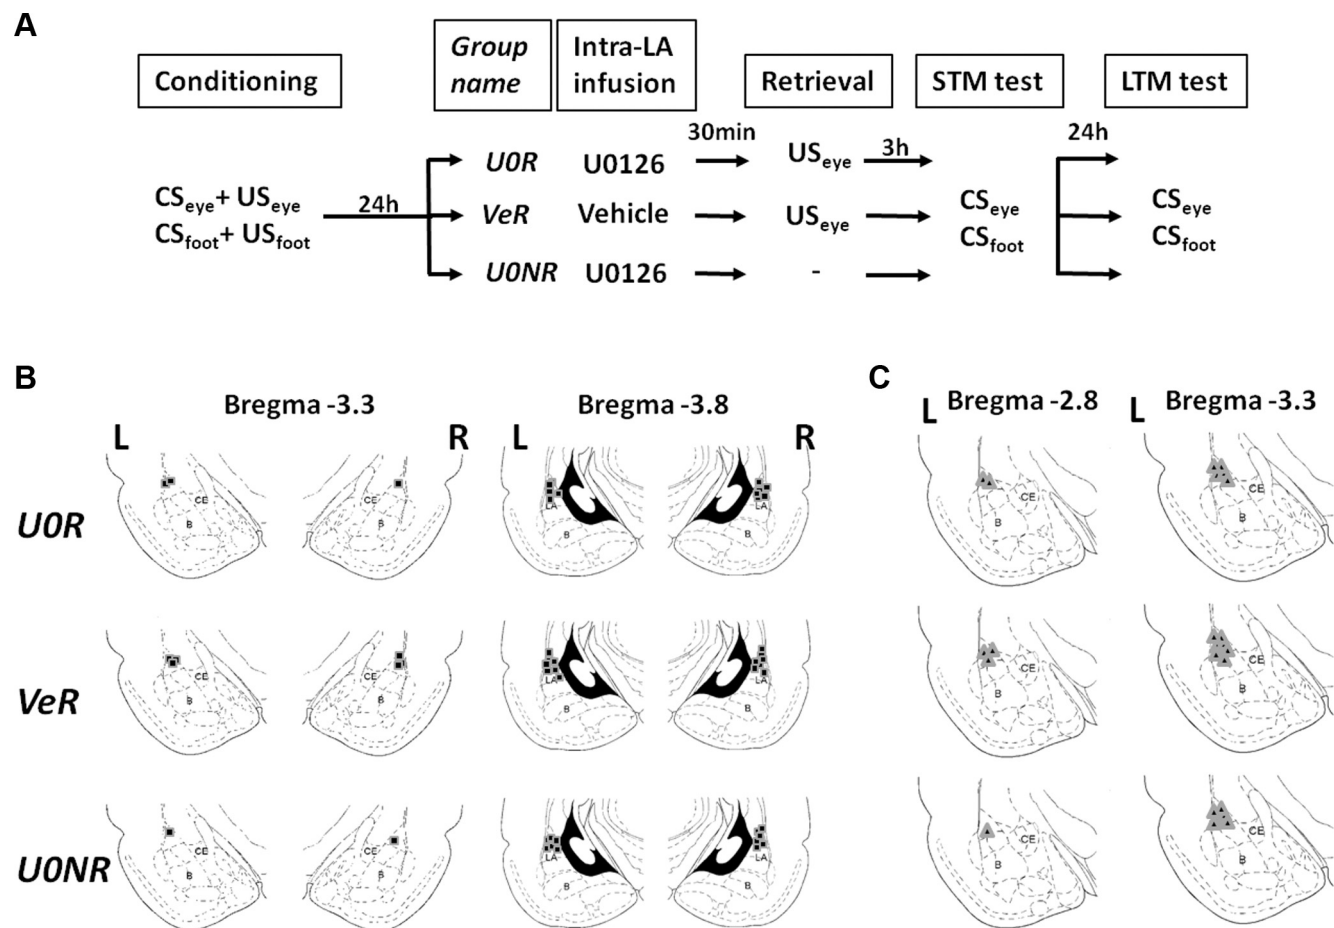 A
Conditioning
Group name
Intra-LA infusion
Retrieval
STM test
LTM test
CSeye+ USeye
CSfoot+ USfoot
24h
U0R U0126 30min USeye 3h
VeR Vehicle USeye
U0NR U0126 -
CSeye
CSfoot
24h
CSeye
CSfoot
B
Bregma -3.3
L R
Bregma -3.8
L R
C
L Bregma -2.8
L Bregma -3.3
U0R
CE B
CE B
LA B
LA B
CE B
CE B
VeR
CE B
CE B
LA B
LA B
CE B
CE B
U0NR
CE B
CE B
LA B
LA B
CE B
CE B